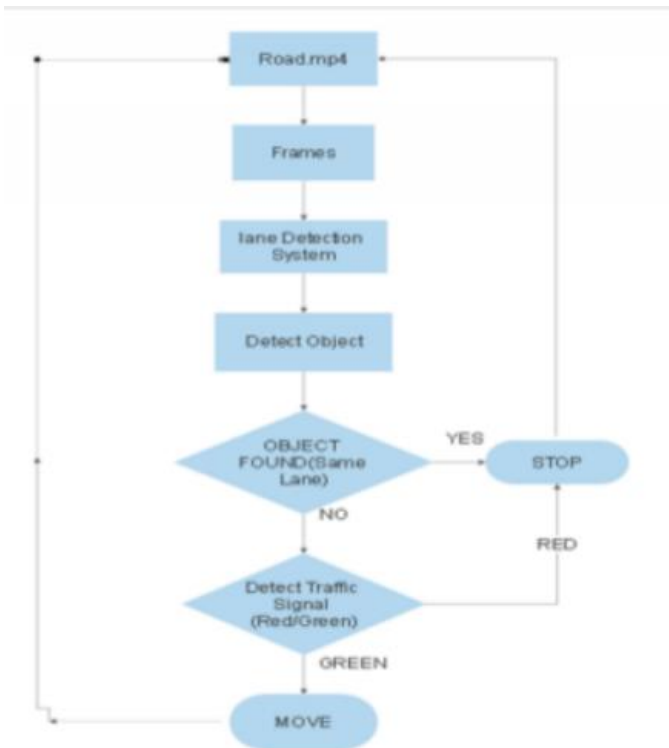 Road.mp4
Frames
lane Detection
System
Detect Object
OBJECT
FOUND(Same
Lane)
YES
STOP
NO
RED
Detect Traffic
Signal
(Red/Green)
GREEN
MOVE